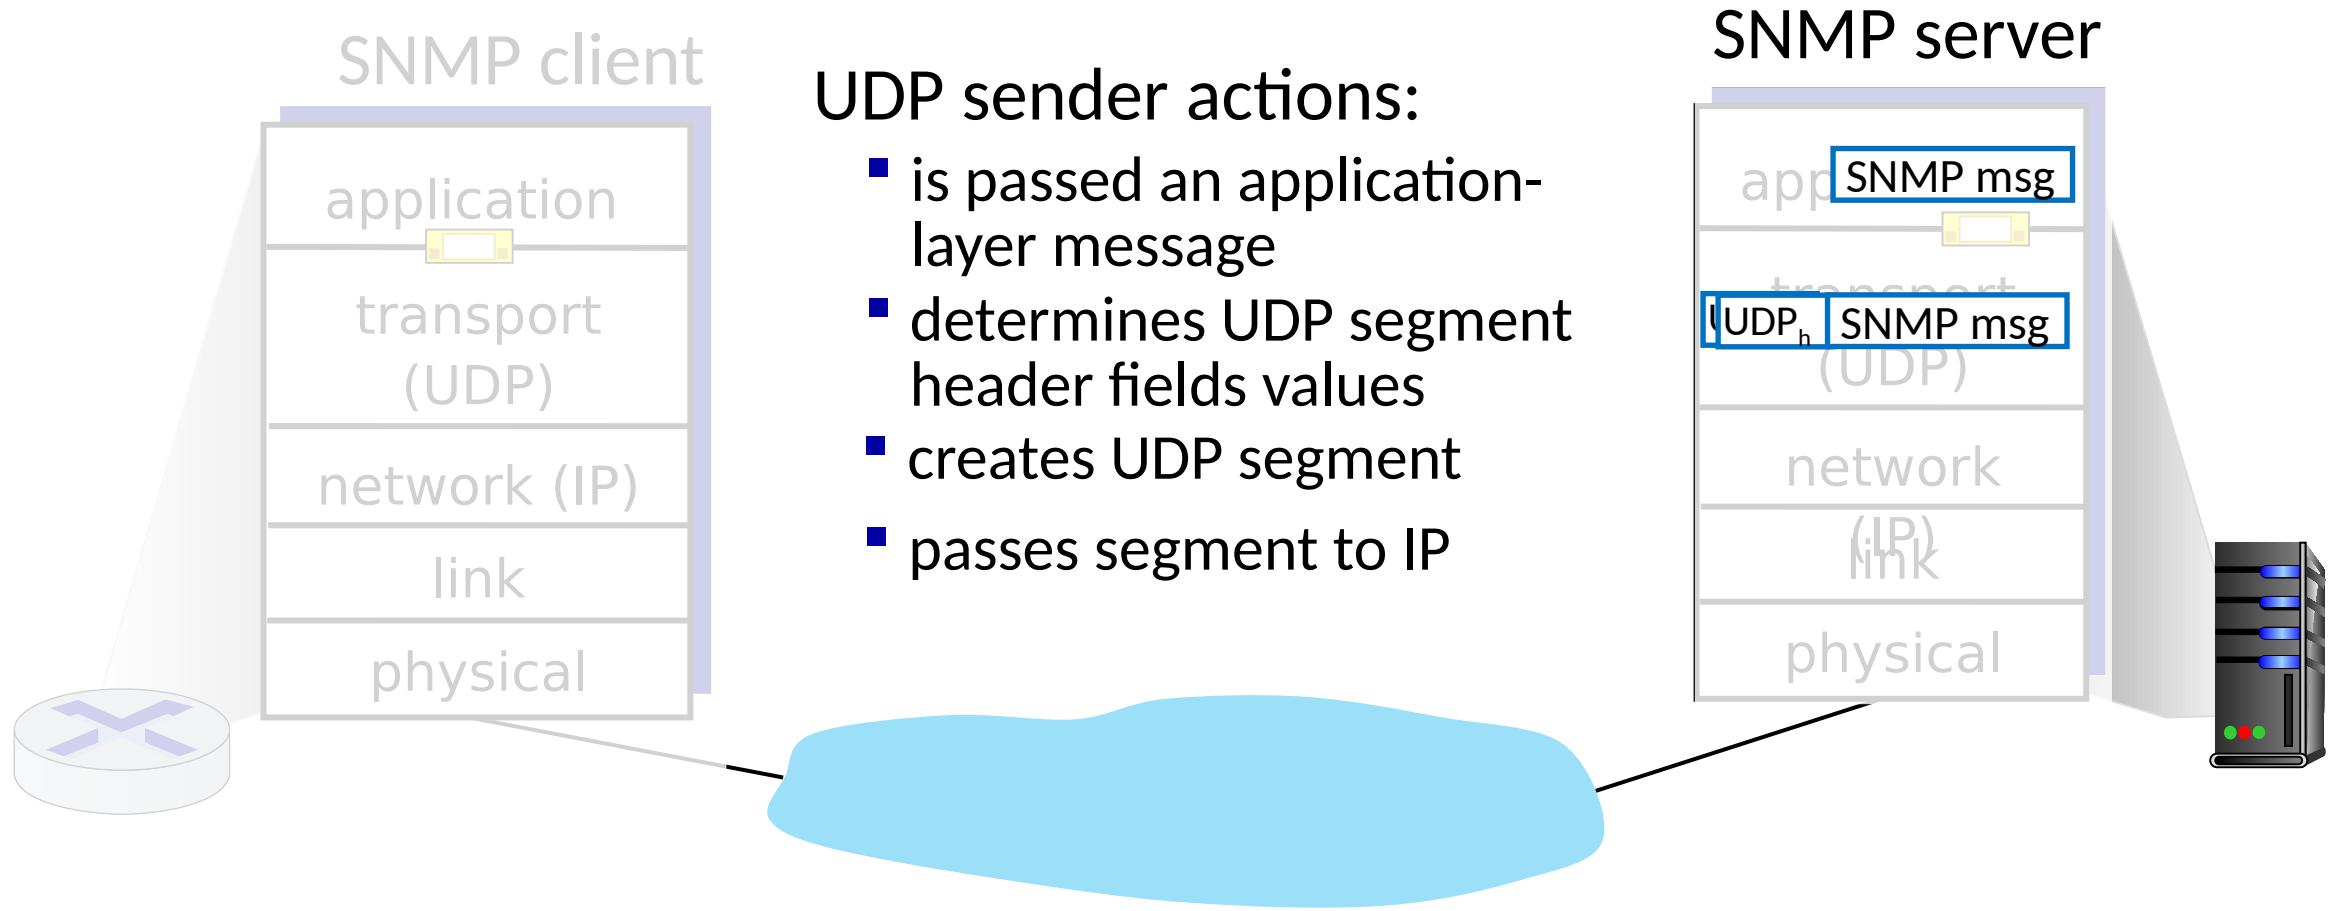 SNMP client
application
transport
(UDP)
network (IP)
link
physical
UDP sender actions:
is passed an application-
layer message
determines UDP segment
header fields values
creates UDP segment
passes segment to IP
SNMP server
SNMP msg
UDPh
SNMP msg
transport
(UDP)
network
(IP)
link
physical